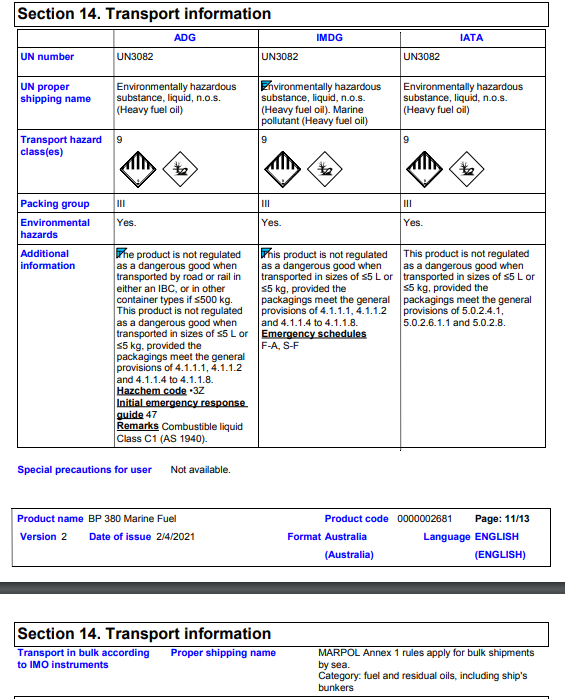 Section 14. Transport information
ADG IMDG IATA
UN number UN3082 UN3082 UN3082
UN proper
shipping name
Environmentally hazardous
substance, liquid, n.o.s.
(Heavy fuel oil)
Environmentally hazardous
substance, liquid, n.o.s.
(Heavy fuel oil). Marine
pollutant (Heavy fuel oil)
Environmentally hazardous
substance, liquid, n.o.s.
(Heavy fuel oil)
Transport hazard
class(es)
9 9 9
Packing group III III III
Environmental
hazards
Yes. Yes. Yes.
Additional
information
The product is not regulated
as a dangerous good when
transported by road or rail in
either an IBC, or in other
container types if ≤500 kg.
This product is not regulated
as a dangerous good when
transported in sizes of ≤5 L or
≤5 kg, provided the
packagings meet the general
provisions of 4.1.1.1, 4.1.1.2
and 4.1.1.4 to 4.1.1.8.
Hazchem code •3Z
Initial emergency response
guide 47
Remarks Combustible liquid
Class C1 (AS 1940).
This product is not regulated
as a dangerous good when
transported in sizes of ≤5 L or
≤5 kg, provided the
packagings meet the general
provisions of 4.1.1.1, 4.1.1.2
and 4.1.1.4 to 4.1.1.8.
Emergency schedules
F-A, S-F
This product is not regulated
as a dangerous good when
transported in sizes of ≤5 L or
≤5 kg, provided the
packagings meet the general
provisions of 5.0.2.4.1,
5.0.2.6.1.1 and 5.0.2.8.
Special precautions for user Not available.
Product name BP 380 Marine Fuel Product code 0000002681 Page: 11/13
Version 2 Date of issue 2/4/2021 Format Australia Language ENGLISH
(Australia) (ENGLISH)
Section 14. Transport information
Transport in bulk according
to IMO instruments
Proper shipping name
MARPOL Annex 1 rules apply for bulk shipments
by sea.
Category: fuel and residual oils, including ship's
bunkers